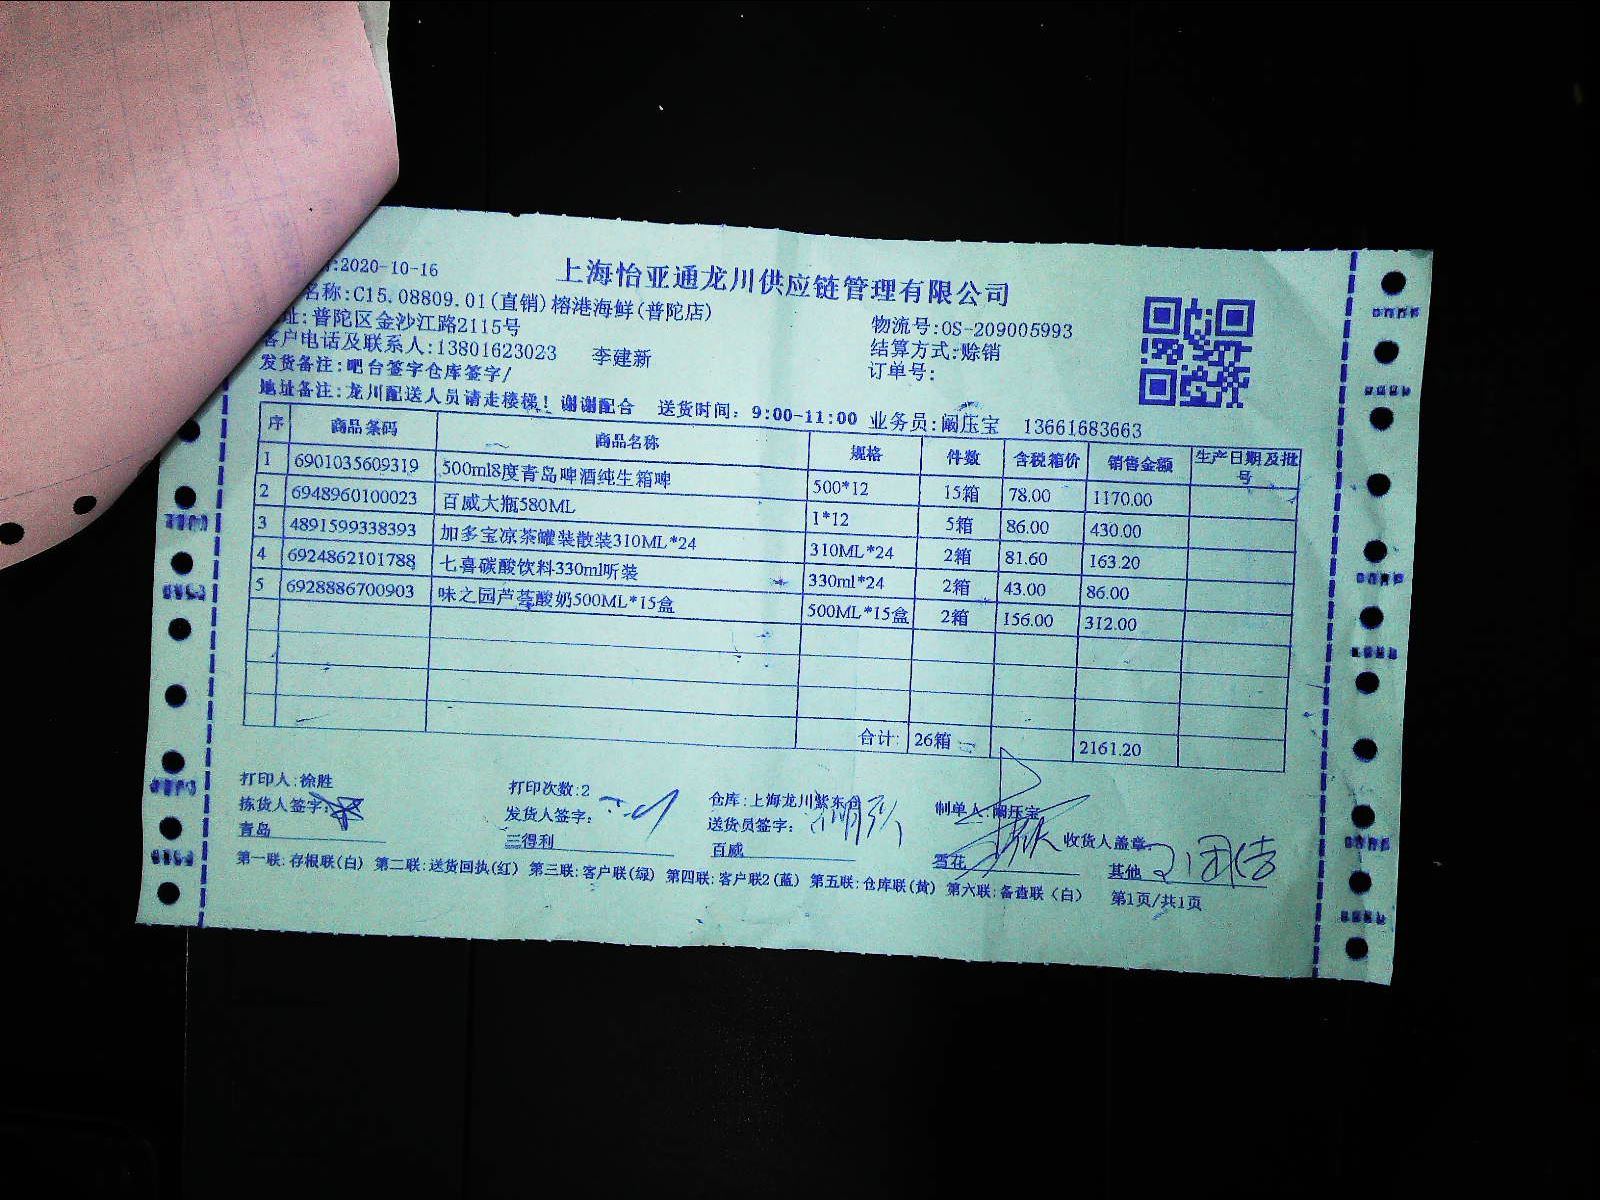 上海怡亚通龙川供应链管理有限公司
:2020-10-16
名称:C15.08809.01(直销)榕港海鲜(普陀店)
址:普陀区金沙江路2115号
物流号:OS-209005993
客户电话及联系人:13801623023 李建新
结算方式:赊销
发货备注:吧台签字仓库签字/
订单号:
地址备注:龙川配送人员请走楼梯! 谢谢配合 送货时间: 9:00-11:00 业务员:阚压宝 13661683663
序 商品条码 商品名称 规格 件数 含税箱价 销售金额 生产日期及批号
1 6901035609319 500ml8度青岛啤酒纯生箱啤 500*12 15箱 78.00 1170.00
2 6948960100023 百威大瓶580ML 1*12 5箱 86.00 430.00
3 4891599338393 加多宝凉茶罐装散装310ML*24 310ML*24 2箱 81.60 163.20
4 6924862101788 七喜碳酸饮料330ml听装 330ml*24 2箱 43.00 86.00
5 6928886700903 味之园芦荟酸奶500ML*15盒 500ML*15盒 2箱 156.00 312.00
合计: 26箱 2161.20
打印人:徐胜 打印次数:2 仓库:上海龙川紫东仓 制单人:阚压宝
拣货人签字: 发货人签字: 送货员签字: 收货人盖章
青岛 三得利 百威 雪花 其他
第一联:存根联(白) 第二联:送货回执(红) 第三联:客户联(绿) 第四联:客户联2(蓝) 第五联:仓库联(黄) 第六联:备查联(白) 第1页/共1页